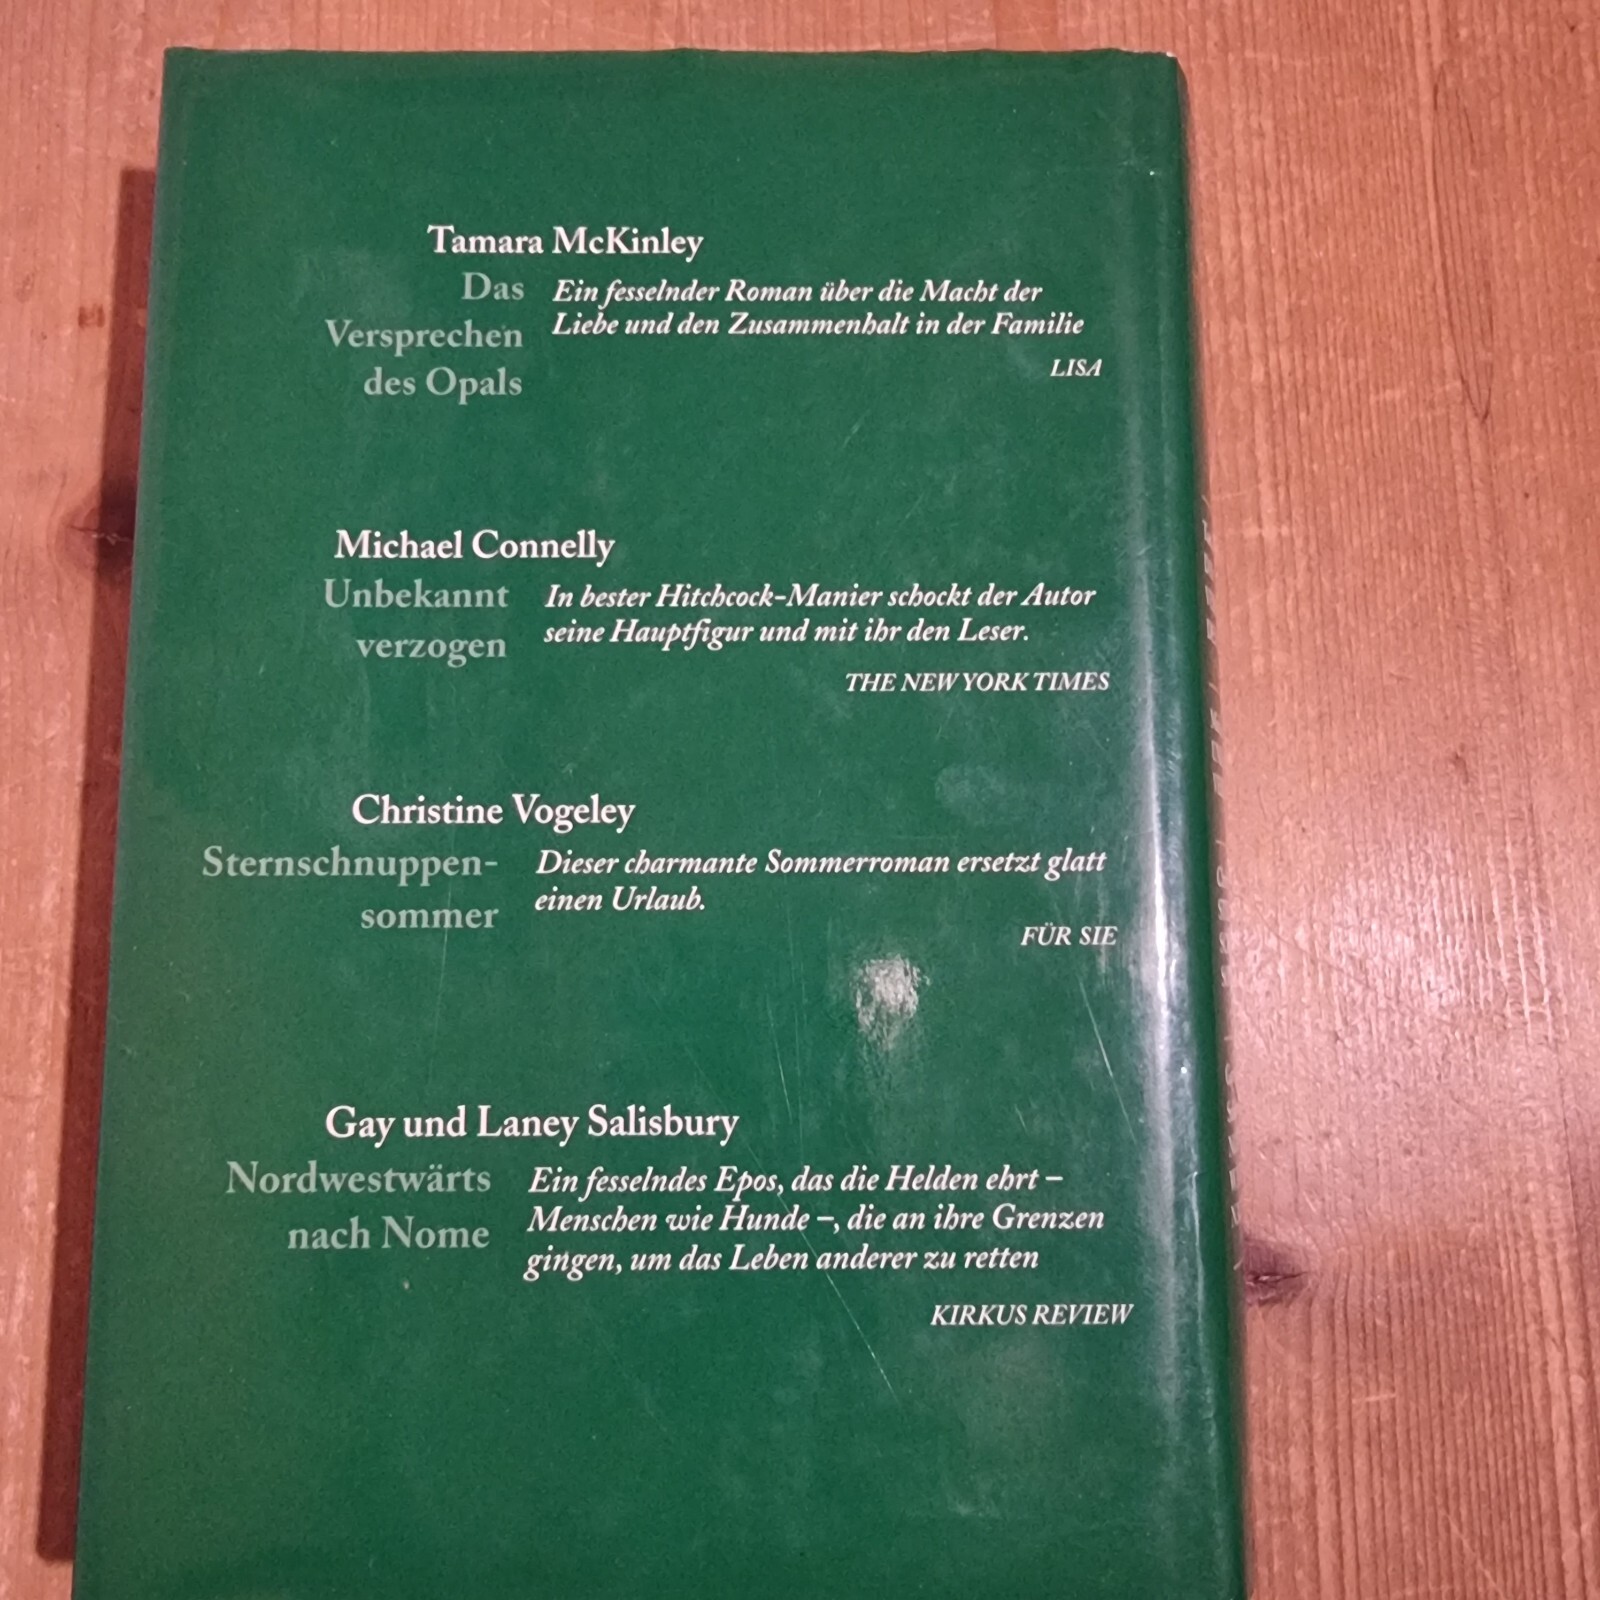 Tamara McKinley
Das
Versprechen
des Opals
Ein fesselnder Roman über die Macht der
Liebe und den Zusammenhalt in der Familie
LISA
Michael Connelly
Unbekannt
verzogen
In bester Hitchcock-Manier schockt der Autor
seine Hauptfigur und mit ihr den Leser.
THE NEW YORK TIMES
Christine Vogeley
Sternschnuppen-
sommer
Dieser charmante Sommerroman ersetzt glatt
einen Urlaub.
FÜR SIE
Gay und Laney Salisbury
Nordwestwärts
nach Nome
Ein fesselndes Epos, das die Helden ehrt –
Menschen wie Hunde –, die an ihre Grenzen
gingen, um das Leben anderer zu retten
KIRKUS REVIEW